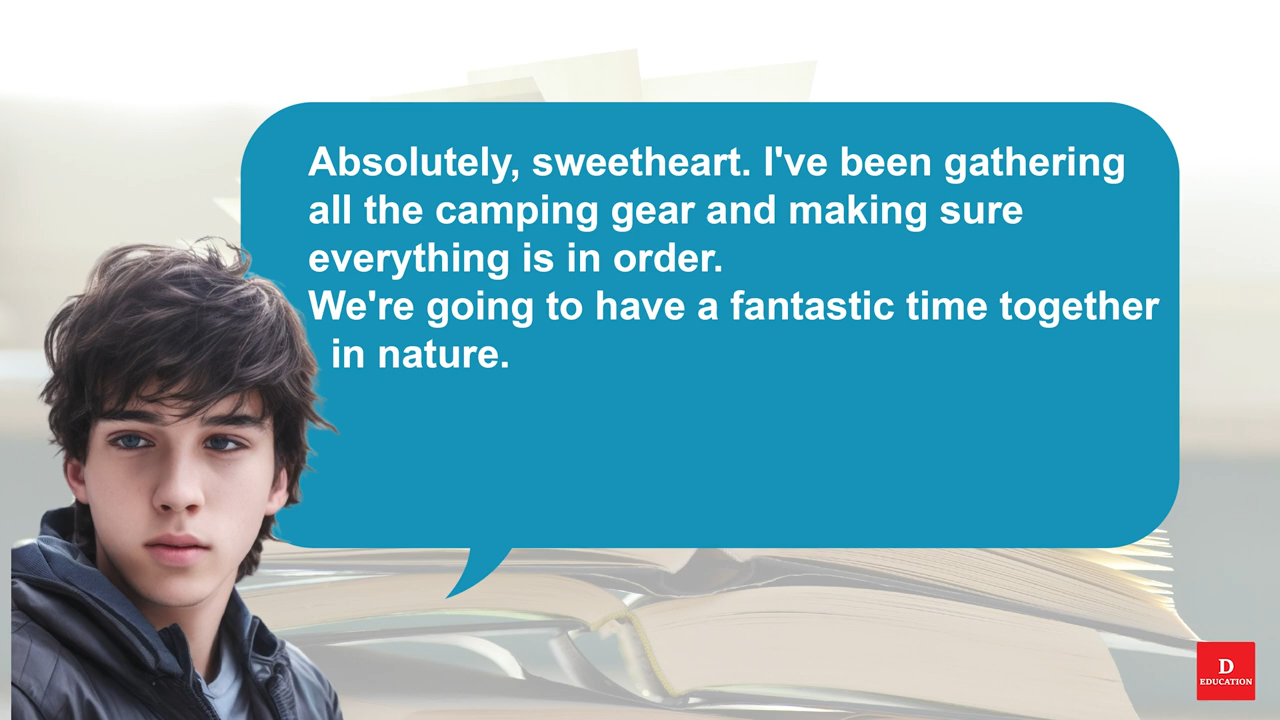 Absolutely, sweetheart. I've been gathering
all the camping gear and making sure
everything is in order.
We're going to have a fantastic time together
in nature.
D
EDUCATION